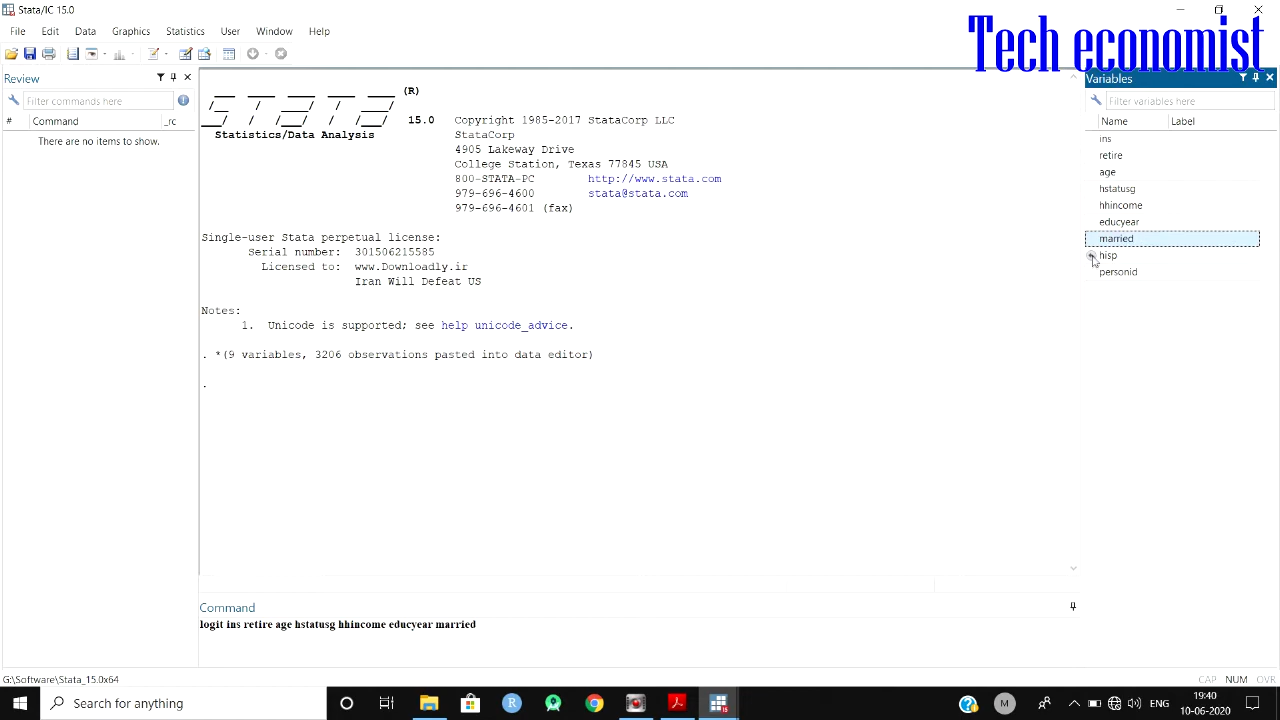 Stata/IC 15.0
Tech economist
File Edit Data Graphics Statistics User Window Help
Review
Filter commands here
# Command _rc
There are no items to show.
(R)
15.0 Copyright 1985-2017 StataCorp LLC
Statistics/Data Analysis StataCorp
4905 Lakeway Drive
College Station, Texas 77845 USA
800-STATA-PC http://www.stata.com
979-696-4600 stata@stata.com
979-696-4601 (fax)
Single-user Stata perpetual license:
Serial number: 301506215585
Licensed to: www.Downloadly.ir
Iran Will Defeat US
Notes:
1. Unicode is supported; see help unicode_advice.
. *(9 variables, 3206 observations pasted into data editor)
.
Variables
Filter variables here
Name Label
ins
retire
age
hstatusg
hhincome
educyear
married
hisp
personid
Command
logit ins retire age hstatusg hhincome educyear married
G:\Software\Stata_15.0x64
CAP NUM OVR
Search for anything
ENG
19:40
10-06-2020